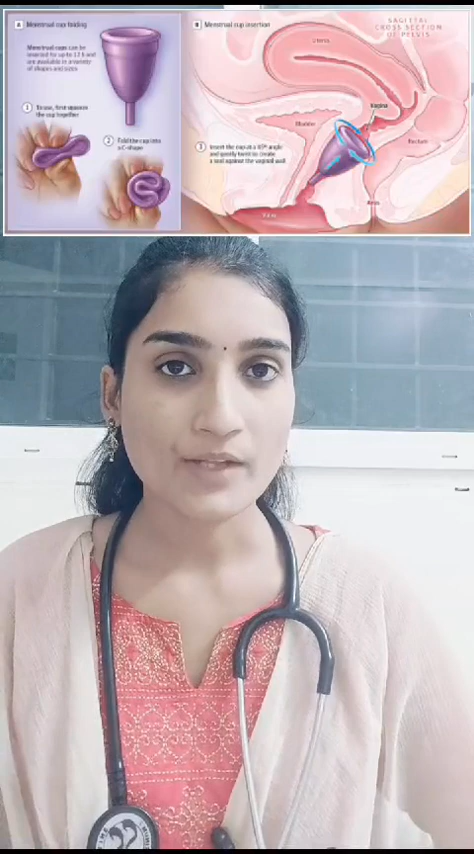 A Menstrual cup folding
Menstrual cups can be
inserted for up to 12 h and
are available in a variety
of shapes and sizes
1 To use, first squeeze
the cup together
2 Fold the cup into
a C-shape
B Menstrual cup insertion
SAGITTAL
CROSS SECTION
OF PELVIS
Uterus
Vagina
Bladder
Rectum
3 Insert the cup at a 45° angle
and gently turn to create
a seal against the vaginal wall
Anus
Vulva